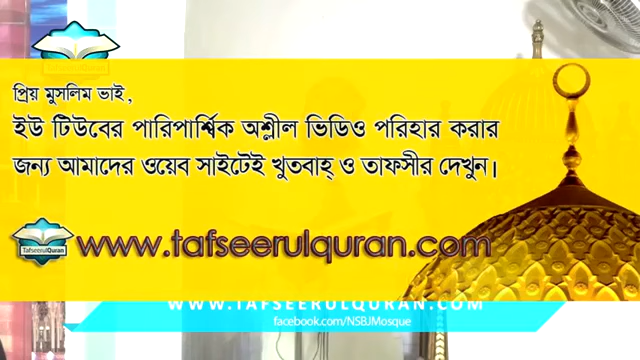 TafseerulQuran
প্রিয় মুসলিম ভাই,
ইউ টিউবের পারিপার্শ্বিক অশ্লীল ভিডিও পরিহার করার
জন্য আমাদের ওয়েব সাইটেই খুতবাহ্ ও তাফসীর দেখুন।
TafseerulQuran
www.tafseerulquran.com
WWW.TAFSEERULQURAN.COM
facebook.com/NSBJMosque